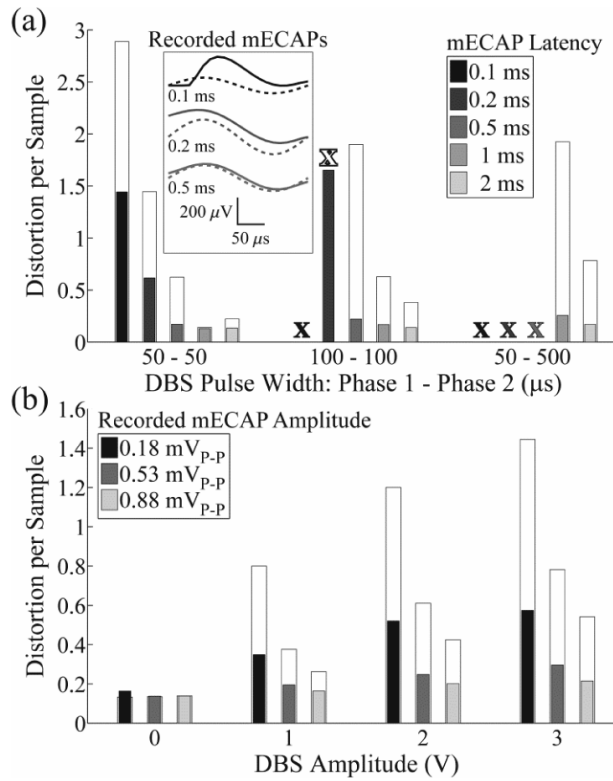 (a)
3
2.5
2
1.5
1
0.5
0
Distortion per Sample
Recorded mECAPs
0.1 ms
0.2 ms
0.5 ms
200 μV
50 μs
mECAP Latency
0.1 ms
0.2 ms
0.5 ms
1 ms
2 ms
X
X
X X X
50 - 50 100 - 100 50 - 500
DBS Pulse Width: Phase 1 - Phase 2 (μs)
(b)
1.6
1.4
1.2
1
0.8
0.6
0.4
0.2
0
Distortion per Sample
Recorded mECAP Amplitude
0.18 mVP-P
0.53 mVP-P
0.88 mVP-P
0 1 2 3
DBS Amplitude (V)